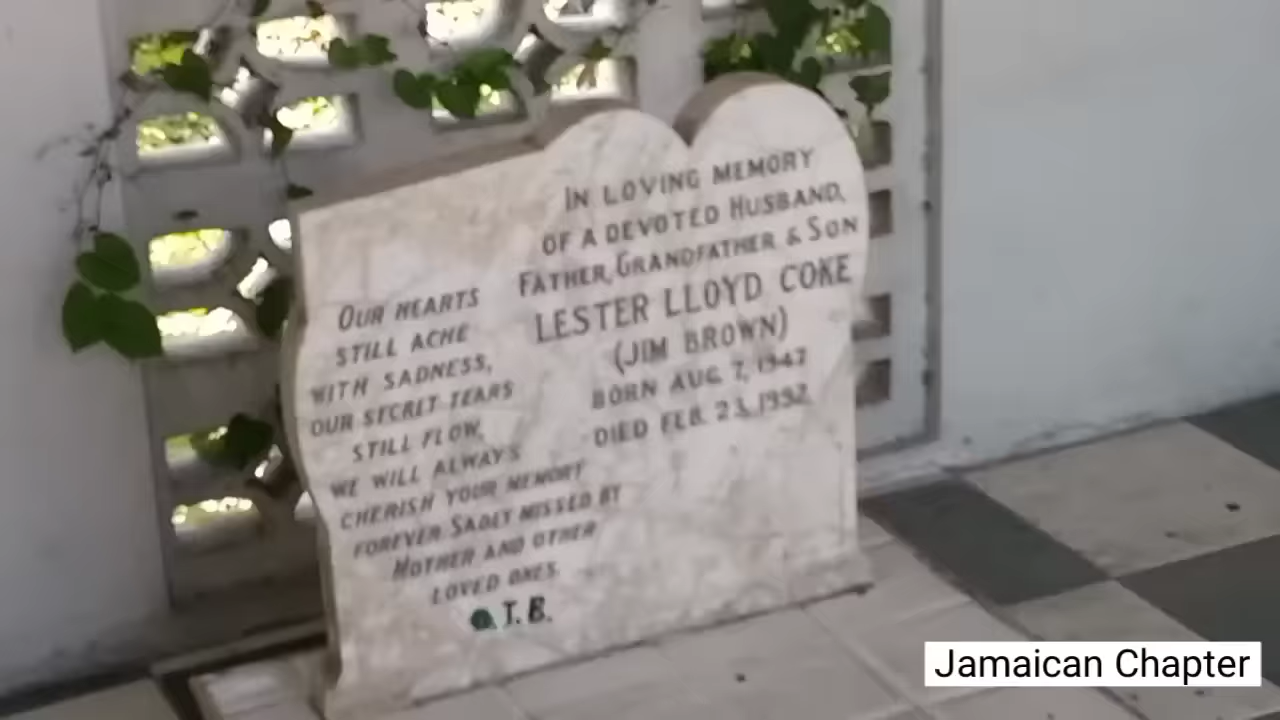 IN LOVING MEMORY
OF A DEVOTED HUSBAND,
FATHER, GRANDFATHER & SON
LESTER LLOYD COKE
(JIM BROWN)
BORN AUG. 7, 1947
DIED FEB. 23, 1992
OUR HEARTS
STILL ACHE
WITH SADNESS,
OUR SECRET TEARS
STILL FLOW,
WE WILL ALWAYS
CHERISH YOUR MEMORY
FOREVER. SADLY MISSED BY
MOTHER AND OTHER
LOVED ONES.
T. B.
Jamaican Chapter